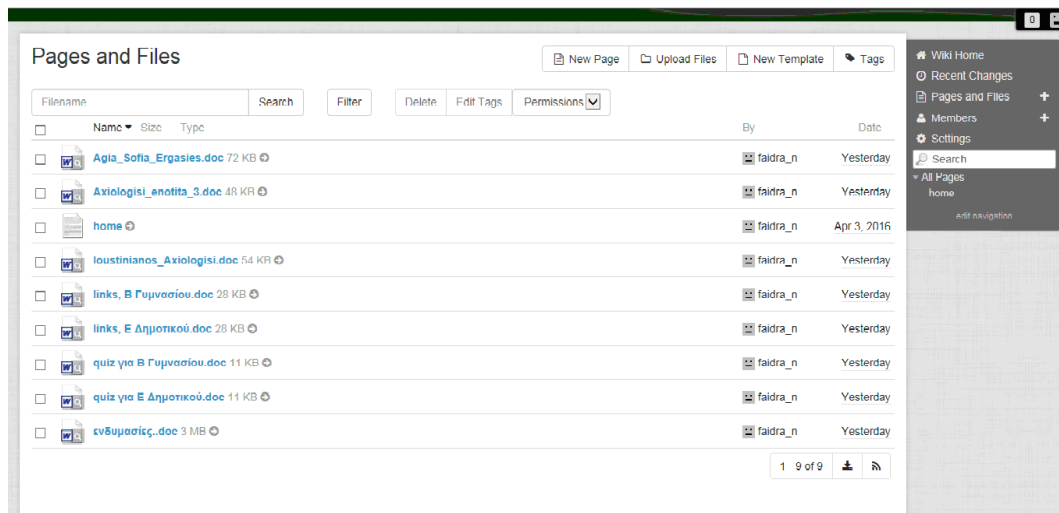 0
Pages and Files
New Page Upload Files New Template Tags
Wiki Home
Recent Changes
Pages and Files
Members
Settings
Search
All Pages
home
edit navigation
Filename Search Filter Delete Edit Tags Permissions
Name Size Type By Date
Agia_Sofia_Ergasies.doc 72 KB faidra_n Yesterday
Axiologisi_enotita_3.doc 48 KB faidra_n Yesterday
home faidra_n Apr 3, 2016
Ioustinianos_Axiologisi.doc 54 KB faidra_n Yesterday
links, Β Γυμνασίου.doc 28 KB faidra_n Yesterday
links, Ε Δημοτικού.doc 28 KB faidra_n Yesterday
quiz για Β Γυμνασίου.doc 11 KB faidra_n Yesterday
quiz για Ε Δημοτικού.doc 11 KB faidra_n Yesterday
ενδυμασίες..doc 3 MB faidra_n Yesterday
1 9 of 9